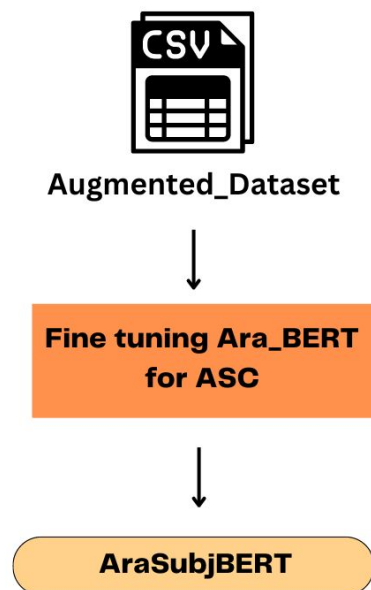 CSV
Augmented_Dataset
Fine tuning Ara_BERT
for ASC
AraSubjBERT